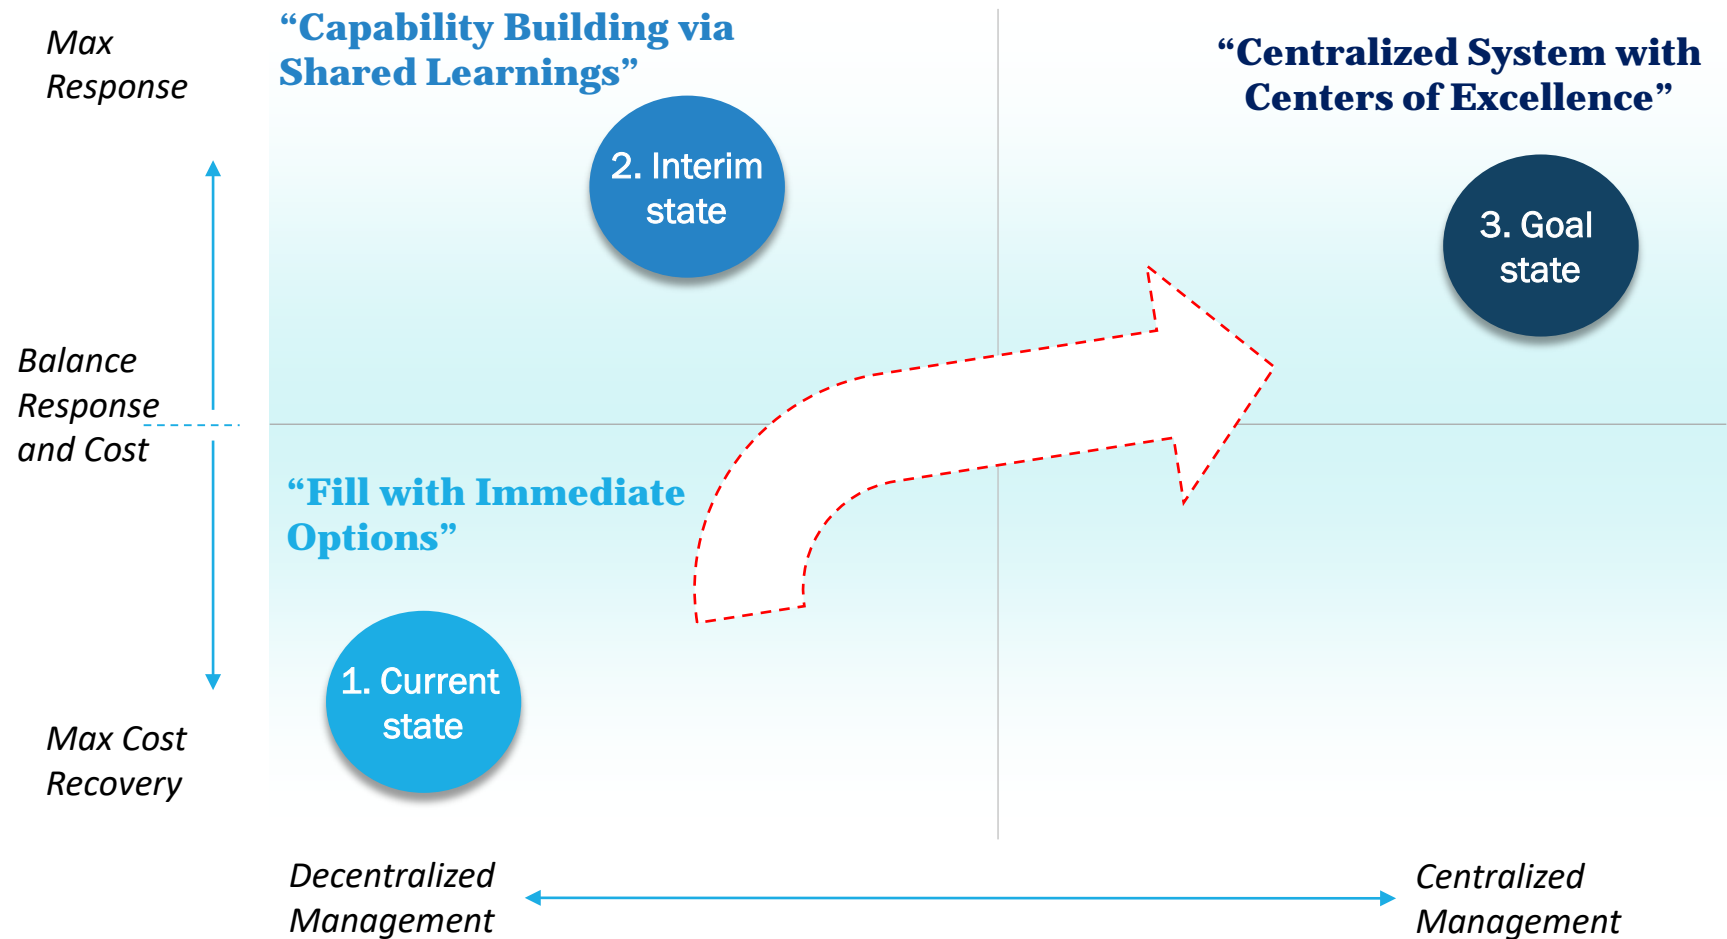 Max
Response
“Capability Building via
Shared Learnings”
“Centralized System with
Centers of Excellence”
2. Interim
state
3. Goal
state
Balance
Response
and Cost
“Fill with Immediate
Options”
1. Current
state
Max Cost
Recovery
Decentralized
Management
Centralized
Management